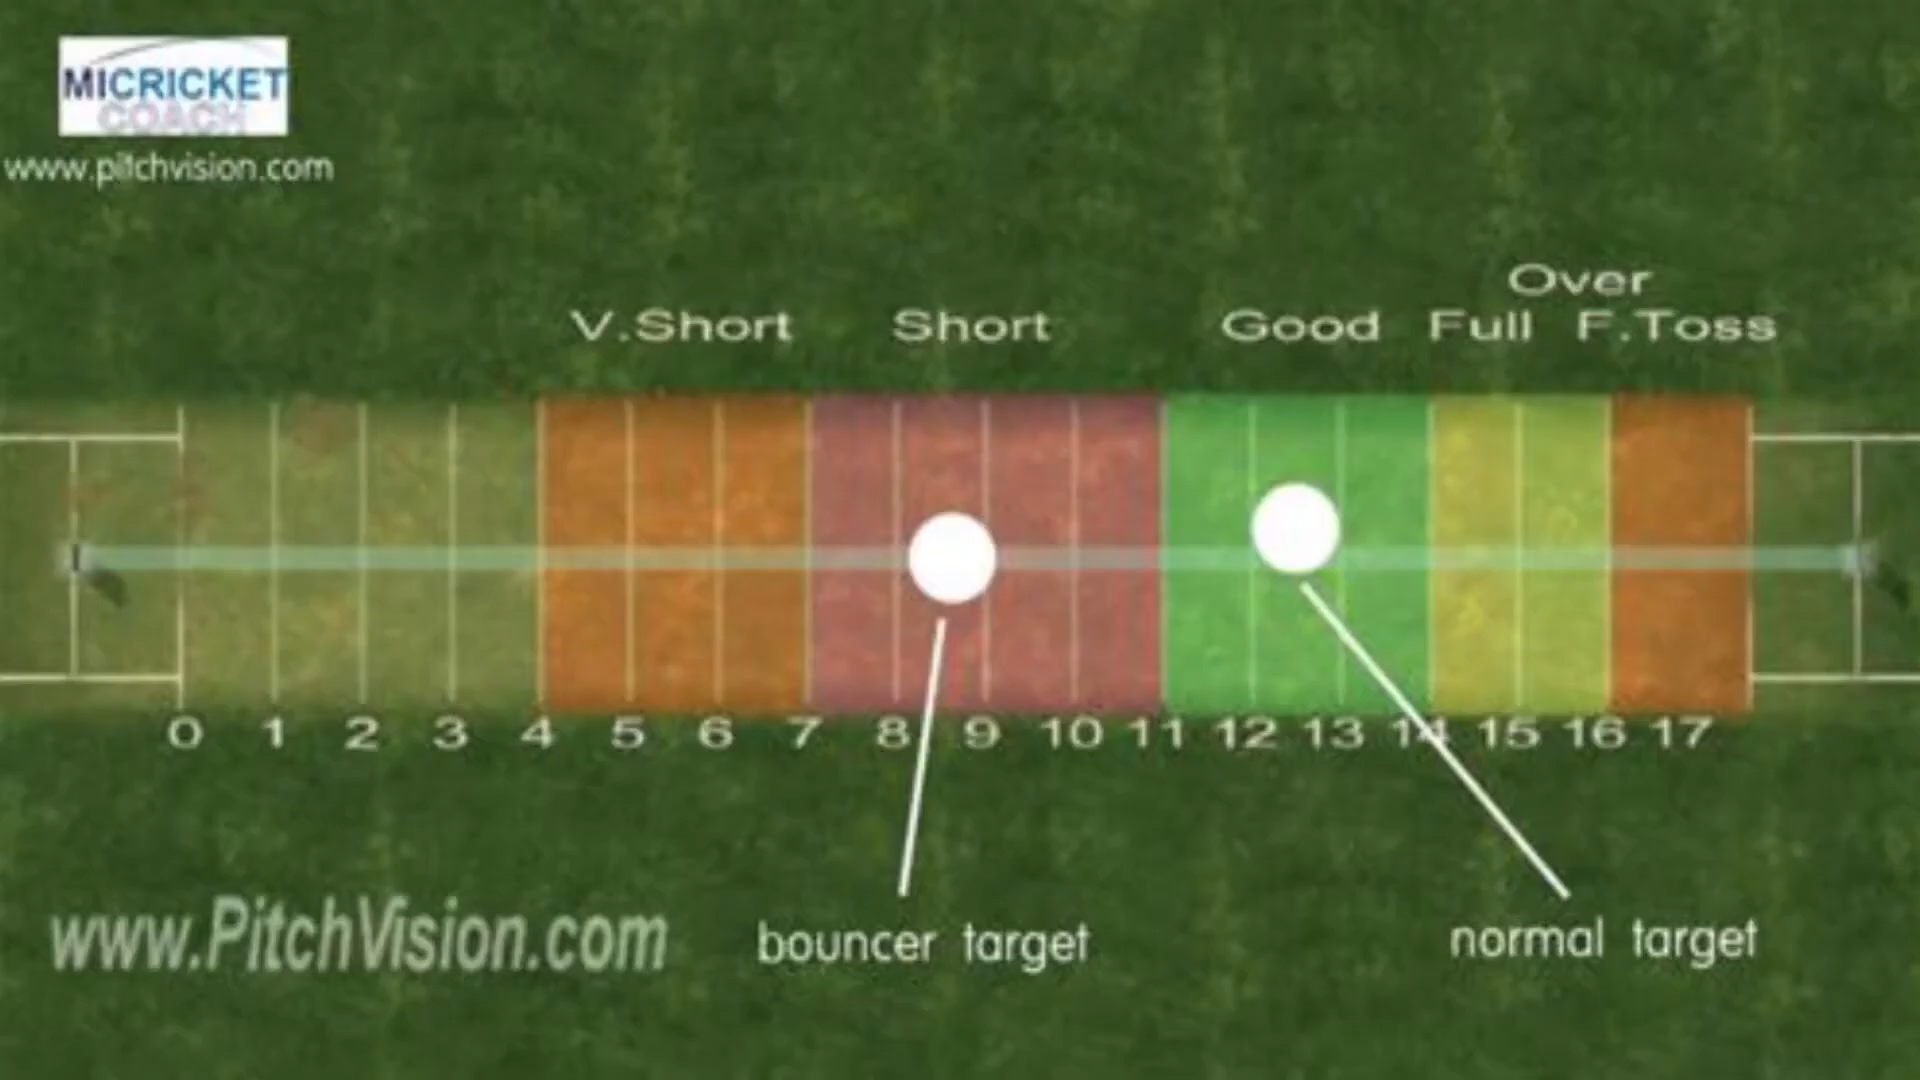 MICRICKET
COACH
www.pitchvision.com
Over
V.Short Short Good Full F.Toss
0 1 2 3 4 5 6 7 8 9 10 11 12 13 14 15 16 17
www.PitchVision.com
bouncer target
normal target